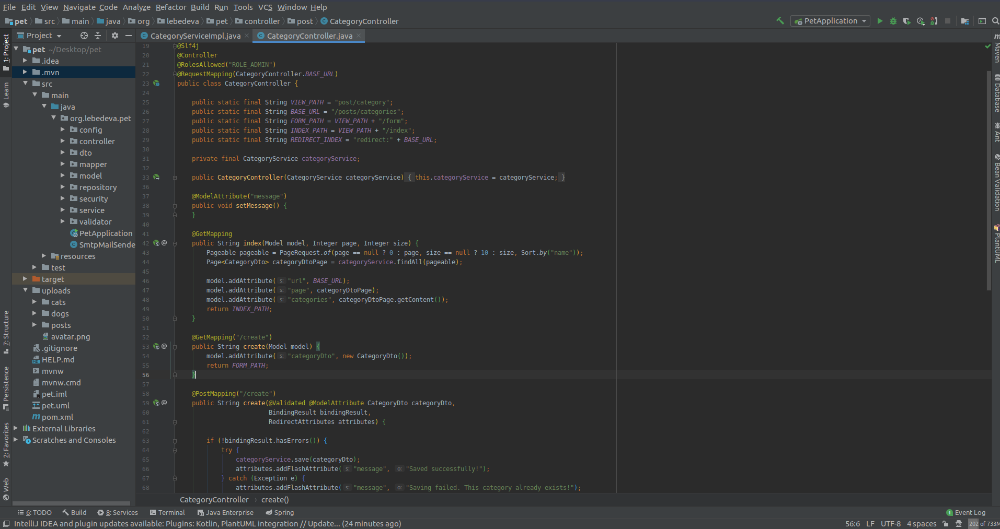 File Edit View Navigate Code Analyze Refactor Build Run Tools VCS Window Help
pet src main java org lebedeva pet controller post CategoryController
PetApplication
Project
CategoryServiceImpl.java
CategoryController.java
1: Project
Learn
7: Structure
Persistence
2: Favorites
Web
pet ~/Desktop/pet
.idea
.mvn
src
main
java
org.lebedeva.pet
config
controller
dto
mapper
model
repository
security
service
validator
PetApplication
SmtpMailSende
resources
test
target
uploads
cats
dogs
posts
avatar.png
.gitignore
HELP.md
mvnw
mvnw.cmd
pet.iml
pet.uml
pom.xml
External Libraries
Scratches and Consoles
19 @Slf4j
20 @Controller
21 @RolesAllowed("ROLE_ADMIN")
22 @RequestMapping(CategoryController.BASE_URL)
23 public class CategoryController {
24
25 public static final String VIEW_PATH = "post/category";
26 public static final String BASE_URL = "/posts/categories";
27 public static final String FORM_PATH = VIEW_PATH + "/form";
28 public static final String INDEX_PATH = VIEW_PATH + "/index";
29 public static final String REDIRECT_INDEX = "redirect:" + BASE_URL;
30
31 private final CategoryService categoryService;
32
33 public CategoryController(CategoryService categoryService) { this.categoryService = categoryService; }
36
37 @ModelAttribute("message")
38 public void setMessage() {
39 }
40
41 @GetMapping
42 @ public String index(Model model, Integer page, Integer size) {
43 Pageable pageable = PageRequest.of(page == null ? 0 : page, size == null ? 10 : size, Sort.by("name"));
44 Page<CategoryDto> categoryDtoPage = categoryService.findAll(pageable);
45
46 model.addAttribute( s: "url", BASE_URL);
47 model.addAttribute( s: "page", categoryDtoPage);
48 model.addAttribute( s: "categories", categoryDtoPage.getContent());
49 return INDEX_PATH;
50 }
51
52 @GetMapping("/create")
53 @ public String create(Model model) {
54 model.addAttribute( s: "categoryDto", new CategoryDto());
55 return FORM_PATH;
56 }
57
58 @PostMapping("/create")
59 @ public String create(@Validated @ModelAttribute CategoryDto categoryDto,
60 BindingResult bindingResult,
61 RedirectAttributes attributes) {
62
63 if (!bindingResult.hasErrors()) {
64 try {
65 categoryService.save(categoryDto);
66 attributes.addFlashAttribute( s: "message", o: "Saved successfully!");
67 } catch (Exception e) {
68 attributes.addFlashAttribute( s: "message", o: "Saving failed. This category already exists!");
Maven
Database
Ant
Bean Validation
PlantUML
CategoryController › create()
6: TODO Build 8: Services Terminal Java Enterprise Spring
1 Event Log
IntelliJ IDEA and plugin updates available: Plugins: Kotlin, PlantUML integration // Update... (24 minutes ago)
56:6 LF UTF-8 4 spaces 202 of 733M